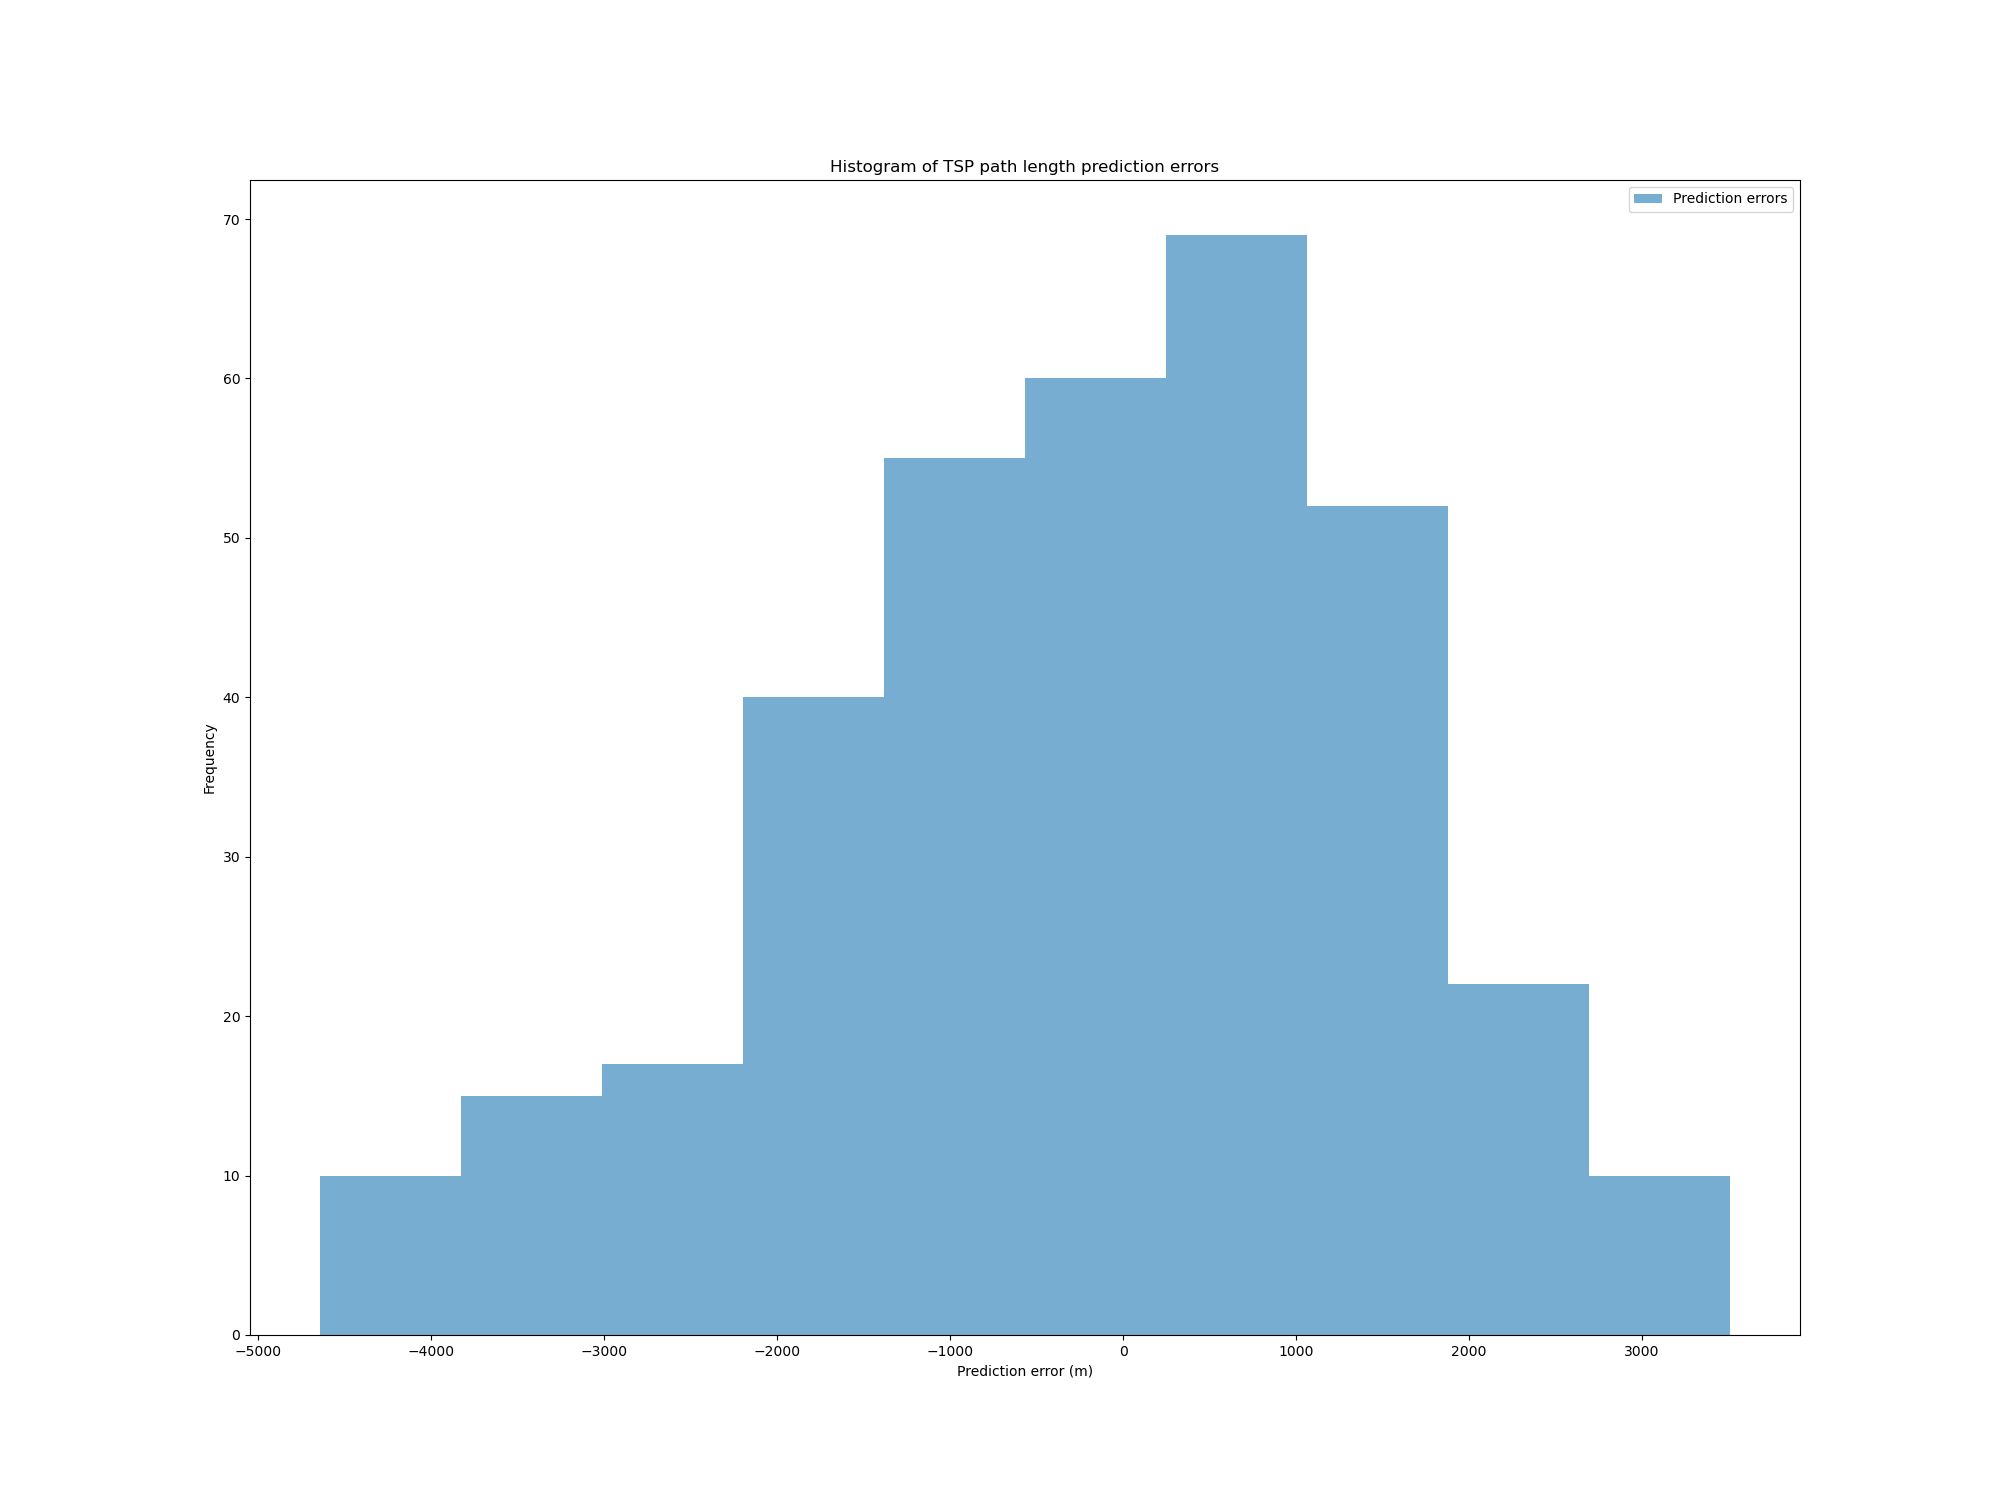 Histogram of TSP path length prediction errors
Prediction errors
70
60
50
40
30
20
10
0
Frequency
−5000 −4000 −3000 −2000 −1000 0 1000 2000 3000
Prediction error (m)